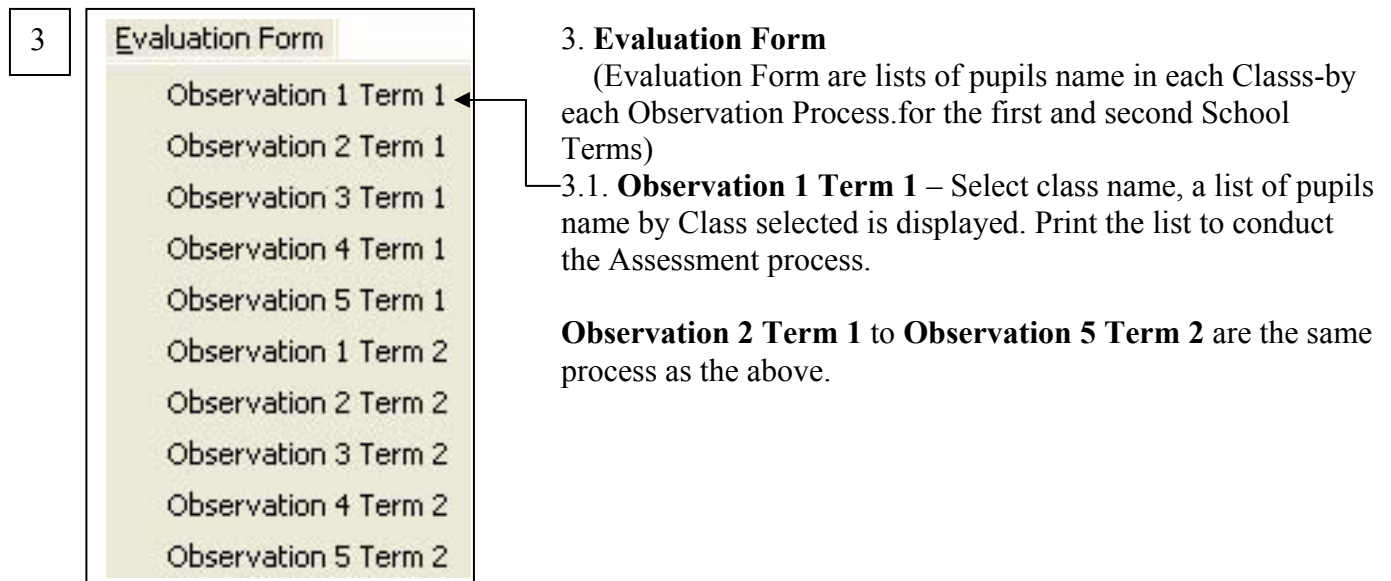 3
Evaluation Form
Observation 1 Term 1
Observation 2 Term 1
Observation 3 Term 1
Observation 4 Term 1
Observation 5 Term 1
Observation 1 Term 2
Observation 2 Term 2
Observation 3 Term 2
Observation 4 Term 2
Observation 5 Term 2
3. Evaluation Form
(Evaluation Form are lists of pupils name in each Classs-by
each Observation Process.for the first and second School
Terms)
3.1. Observation 1 Term 1 – Select class name, a list of pupils
name by Class selected is displayed. Print the list to conduct
the Assessment process.
Observation 2 Term 1 to Observation 5 Term 2 are the same
process as the above.